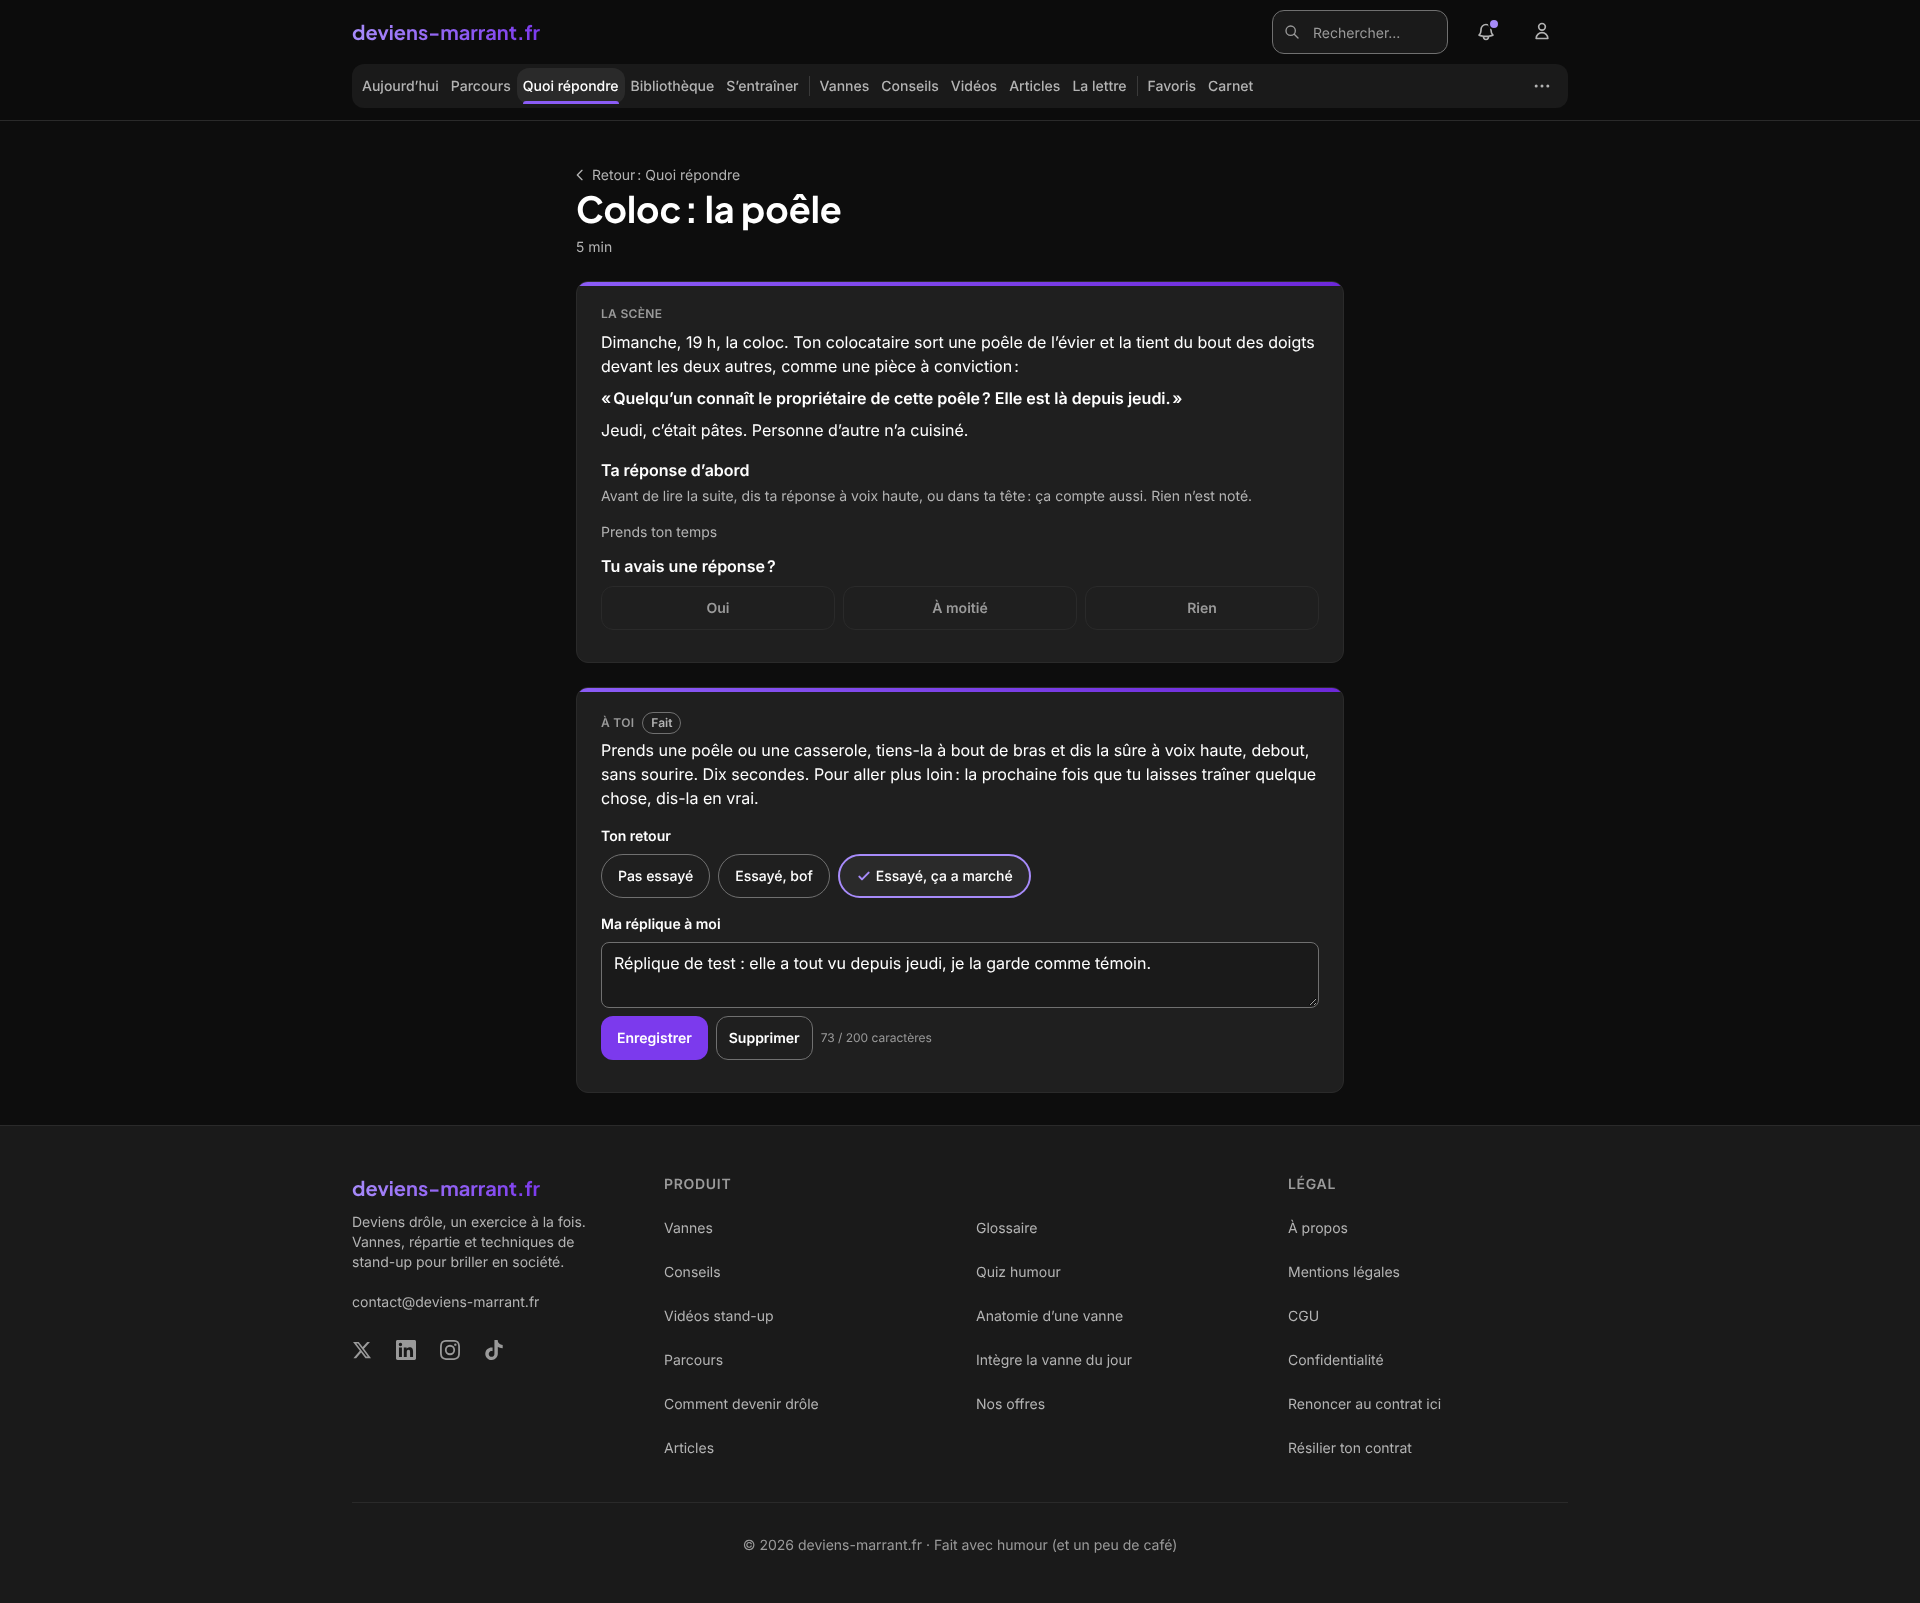 deviens-marrant.fr
Rechercher...
Aujourd’hui Parcours Quoi répondre Bibliothèque S’entraîner Vannes Conseils Vidéos Articles La lettre Favoris Carnet
Retour : Quoi répondre
Coloc : la poêle
5 min
LA SCÈNE
Dimanche, 19 h, la coloc. Ton colocataire sort une poêle de l’évier et la tient du bout des doigts
devant les deux autres, comme une pièce à conviction :
« Quelqu’un connaît le propriétaire de cette poêle ? Elle est là depuis jeudi. »
Jeudi, c’était pâtes. Personne d’autre n’a cuisiné.
Ta réponse d’abord
Avant de lire la suite, dis ta réponse à voix haute, ou dans ta tête : ça compte aussi. Rien n’est noté.
Prends ton temps
Tu avais une réponse ?
Oui À moitié Rien
À TOI Fait
Prends une poêle ou une casserole, tiens-la à bout de bras et dis la sûre à voix haute, debout,
sans sourire. Dix secondes. Pour aller plus loin : la prochaine fois que tu laisses traîner quelque
chose, dis-la en vrai.
Ton retour
Pas essayé Essayé, bof Essayé, ça a marché
Ma réplique à moi
Réplique de test : elle a tout vu depuis jeudi, je la garde comme témoin.
Enregistrer Supprimer 73 / 200 caractères
deviens-marrant.fr
Deviens drôle, un exercice à la fois.
Vannes, répartie et techniques de
stand-up pour briller en société.
contact@deviens-marrant.fr
PRODUIT
Vannes
Conseils
Vidéos stand-up
Parcours
Comment devenir drôle
Articles
Glossaire
Quiz humour
Anatomie d’une vanne
Intègre la vanne du jour
Nos offres
LÉGAL
À propos
Mentions légales
CGU
Confidentialité
Renoncer au contrat ici
Résilier ton contrat
© 2026 deviens-marrant.fr · Fait avec humour (et un peu de café)